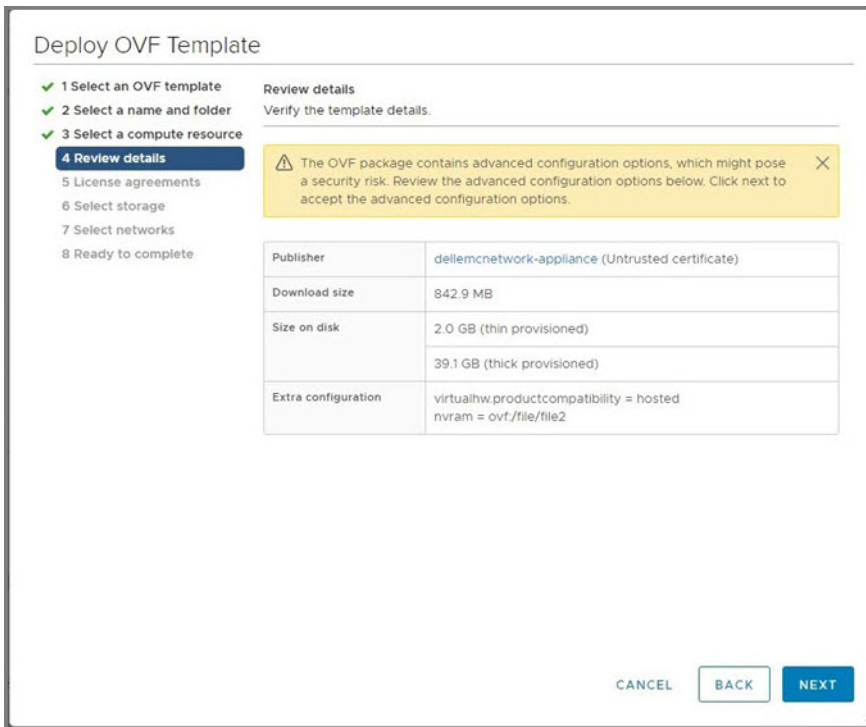 Deploy OVF Template
1 Select an OVF template
2 Select a name and folder
3 Select a compute resource
4 Review details
5 License agreements
6 Select storage
7 Select networks
8 Ready to complete
Review details
Verify the template details.
The OVF package contains advanced configuration options, which might pose
a security risk. Review the advanced configuration options below. Click next to
accept the advanced configuration options.
Publisher
dellemcnetwork-appliance (Untrusted certificate)
Download size
842.9 MB
Size on disk
2.0 GB (thin provisioned)
39.1 GB (thick provisioned)
Extra configuration
virtualhw.productcompatibility = hosted
nvram = ovf:/file/file2
CANCEL
BACK
NEXT